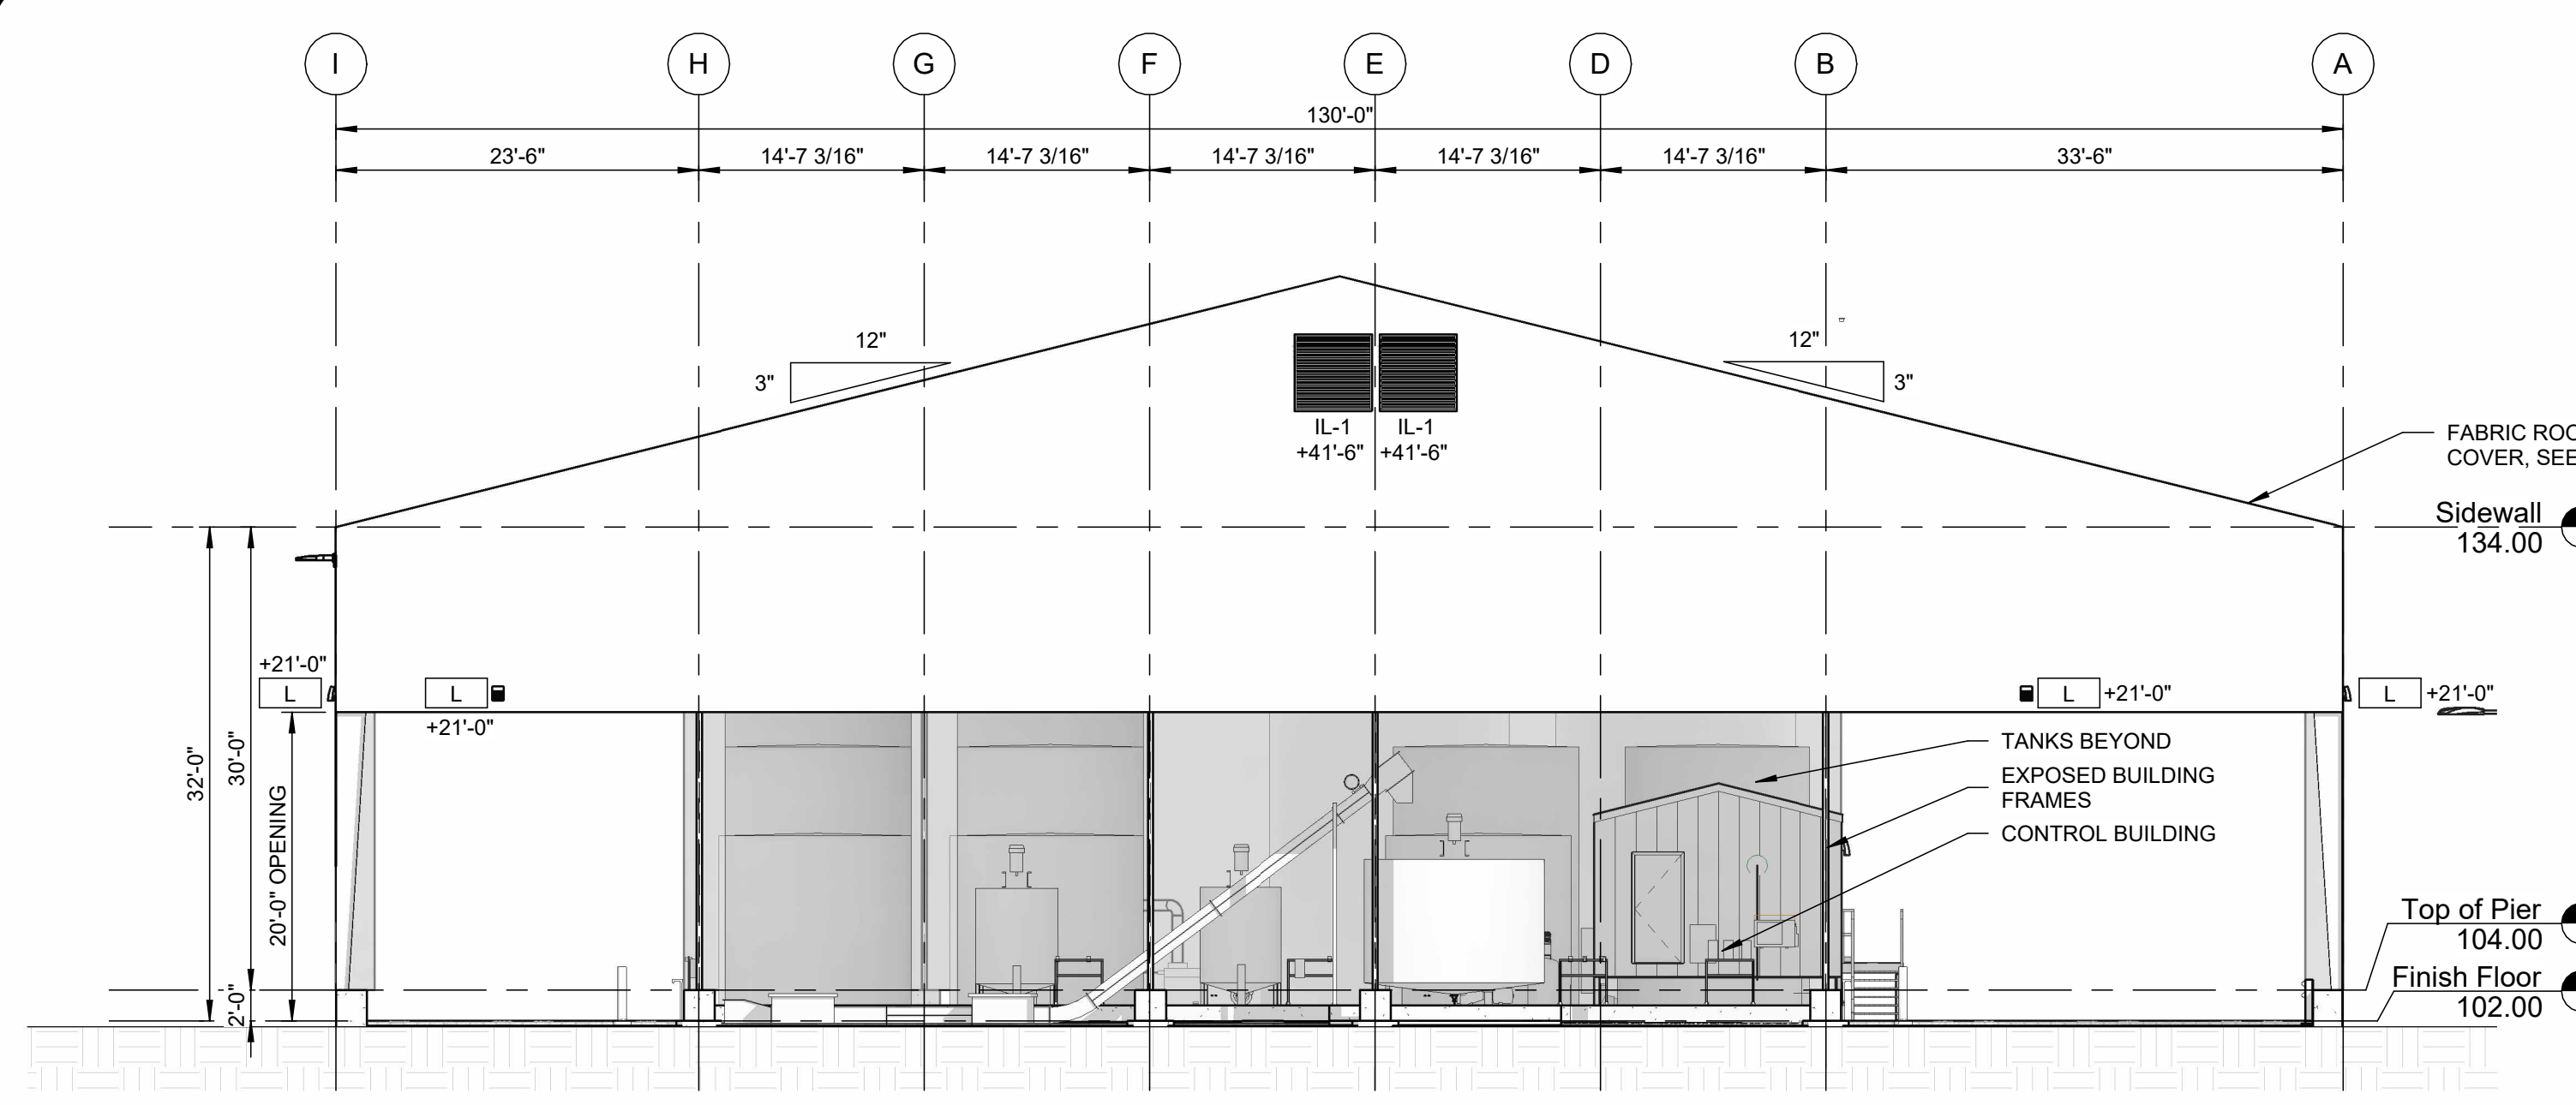 I H G F E D B A
130'-0"
23'-6" 14'-7 3/16" 14'-7 3/16" 14'-7 3/16" 14'-7 3/16" 14'-7 3/16" 33'-6"
12" 12"
3" 3"
IL-1 IL-1
+41'-6" +41'-6"
FABRIC ROO
COVER, SEE
Sidewall
134.00
+21'-0"
L L L +21'-0" L +21'-0"
+21'-0"
32'-0"
30'-0"
20'-0" OPENING
2'-0"
TANKS BEYOND
EXPOSED BUILDING
FRAMES
CONTROL BUILDING
Top of Pier
104.00
Finish Floor
102.00